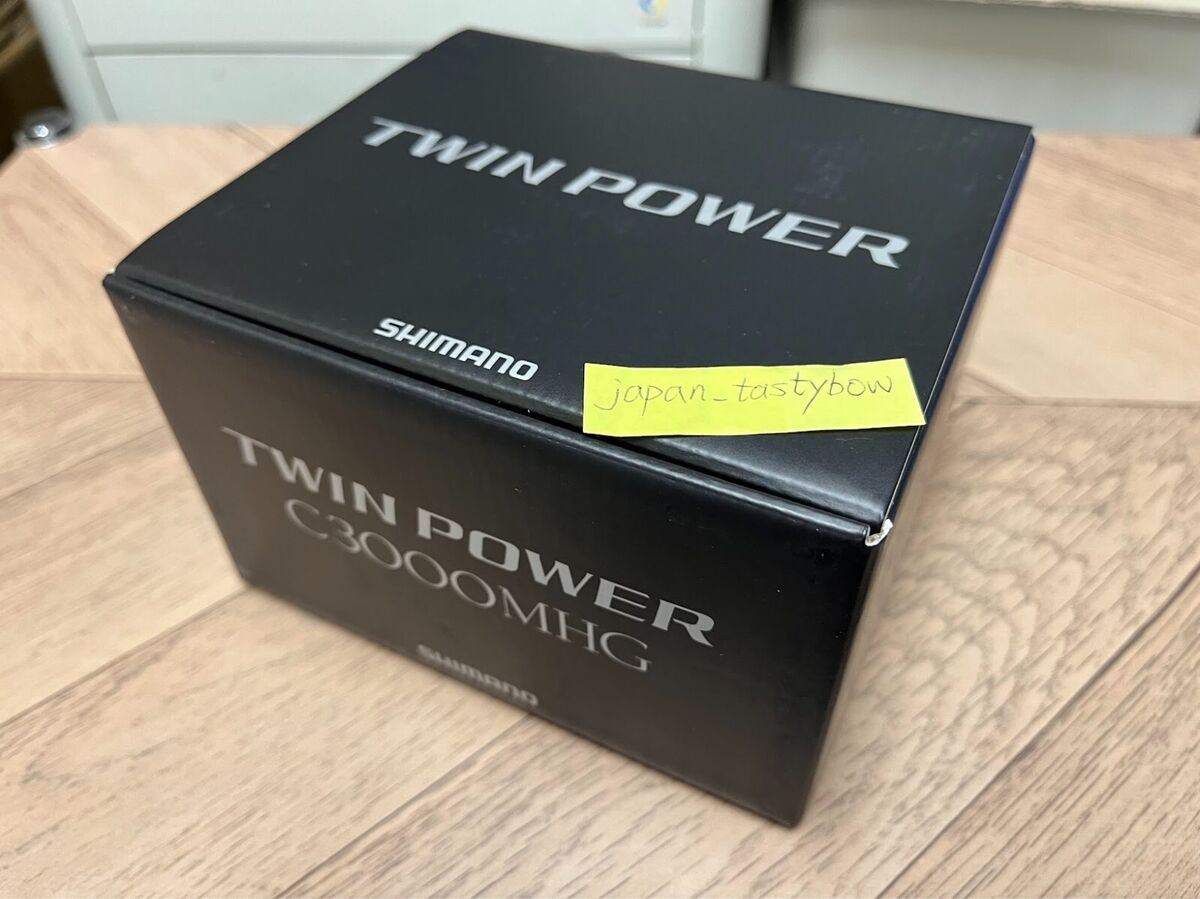 TWIN POWER
SHIMANO
japan_tastybow
TWIN POWER
C3000MHG
SHIMANO